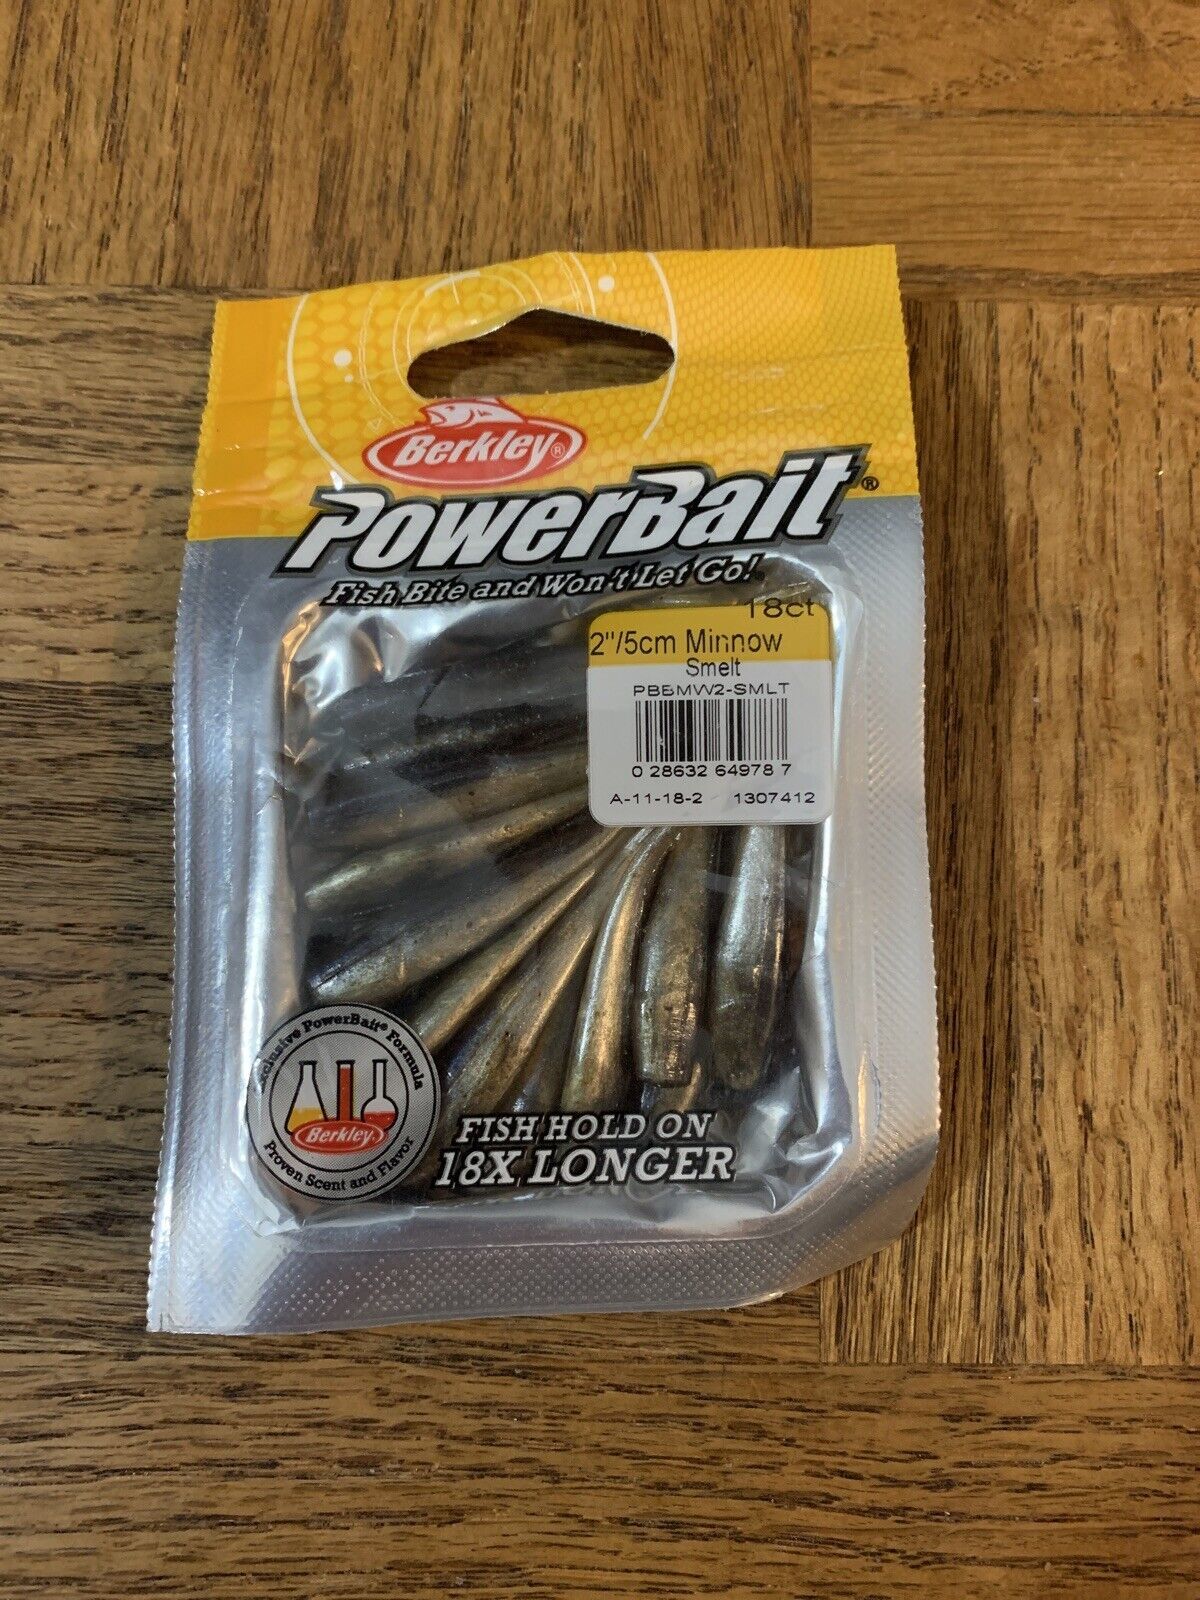 Berkley®
PowerBait®
Fish Bite and Won't Let Go!
18ct
2"/5cm Minnow
Smelt
PBBMW2-SMLT
0 28632 64978 7
A-11-18-2 1307412
Exclusive PowerBait® Formula
Berkley
Proven Scent and Flavor
FISH HOLD ON
18X LONGER